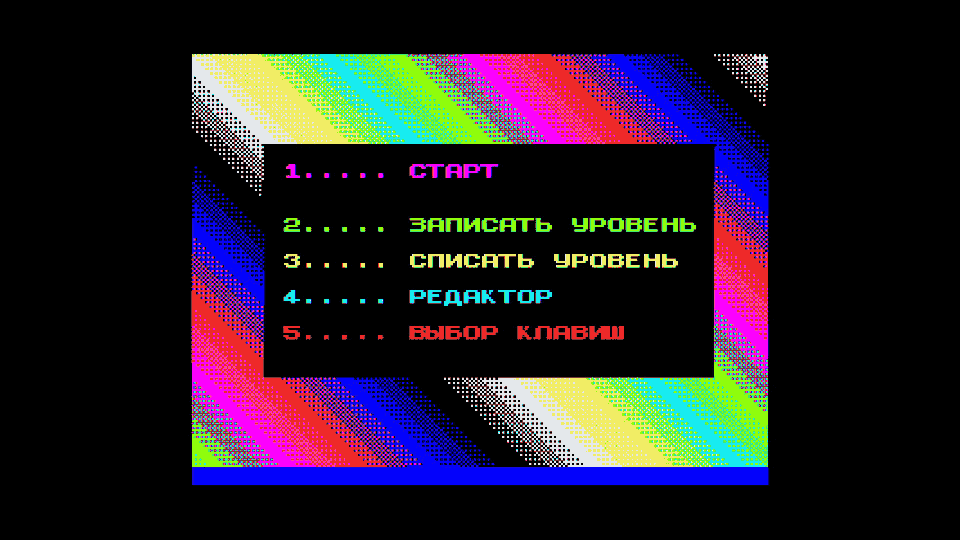 1..... СТАРТ
2..... ЗАПИСАТЬ УРОВЕНЬ
3..... СПИСАТЬ УРОВЕНЬ
4..... РЕДАКТОР
5..... ВЫБОР КЛАВИШ